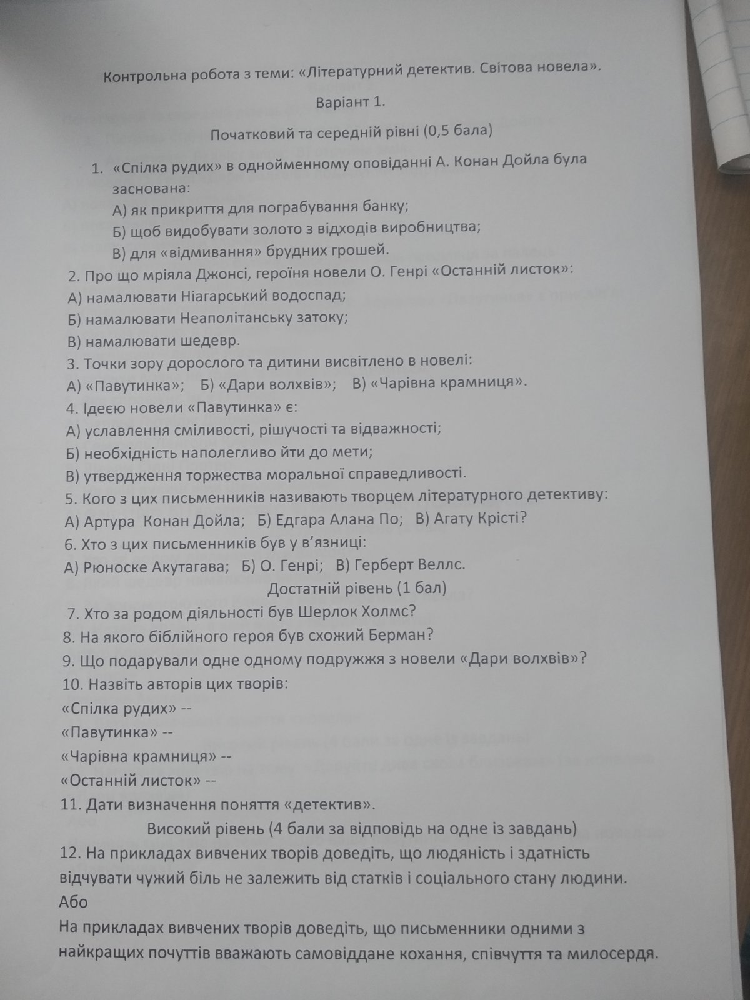 Контрольна робота з теми: «Літературний детектив. Світова новела».
Варіант 1.
Початковий та середній рівні (0,5 бала)
1. «Спілка рудих» в однойменному оповіданні А. Конан Дойла була
заснована:
А) як прикриття для пограбування банку;
Б) щоб видобувати золото з відходів виробництва;
В) для «відмивання» брудних грошей.
2. Про що мріяла Джонсі, героїня новели О. Генрі «Останній листок»:
А) намалювати Ніагарський водоспад;
Б) намалювати Неаполітанську затоку;
В) намалювати шедевр.
3. Точки зору дорослого та дитини висвітлено в новелі:
А) «Павутинка»; Б) «Дари волхвів»; В) «Чарівна крамниця».
4. Ідеєю новели «Павутинка» є:
А) уславлення сміливості, рішучості та відважності;
Б) необхідність наполегливо йти до мети;
В) утвердження торжества моральної справедливості.
5. Кого з цих письменників називають творцем літературного детективу:
А) Артура Конан Дойла; Б) Едгара Алана По; В) Агату Крісті?
6. Хто з цих письменників був у в’язниці:
А) Рюноске Акутагава; Б) О. Генрі; В) Герберт Веллс.
Достатній рівень (1 бал)
7. Хто за родом діяльності був Шерлок Холмс?
8. На якого біблійного героя був схожий Берман?
9. Що подарували одне одному подружжя з новели «Дари волхвів»?
10. Назвіть авторів цих творів:
«Спілка рудих» --
«Павутинка» --
«Чарівна крамниця» --
«Останній листок» --
11. Дати визначення поняття «детектив».
Високий рівень (4 бали за відповідь на одне із завдань)
12. На прикладах вивчених творів доведіть, що людяність і здатність
відчувати чужий біль не залежить від статків і соціального стану людини.
Або
На прикладах вивчених творів доведіть, що письменники одними з
найкращих почуттів вважають самовіддане кохання, співчуття та милосердя.